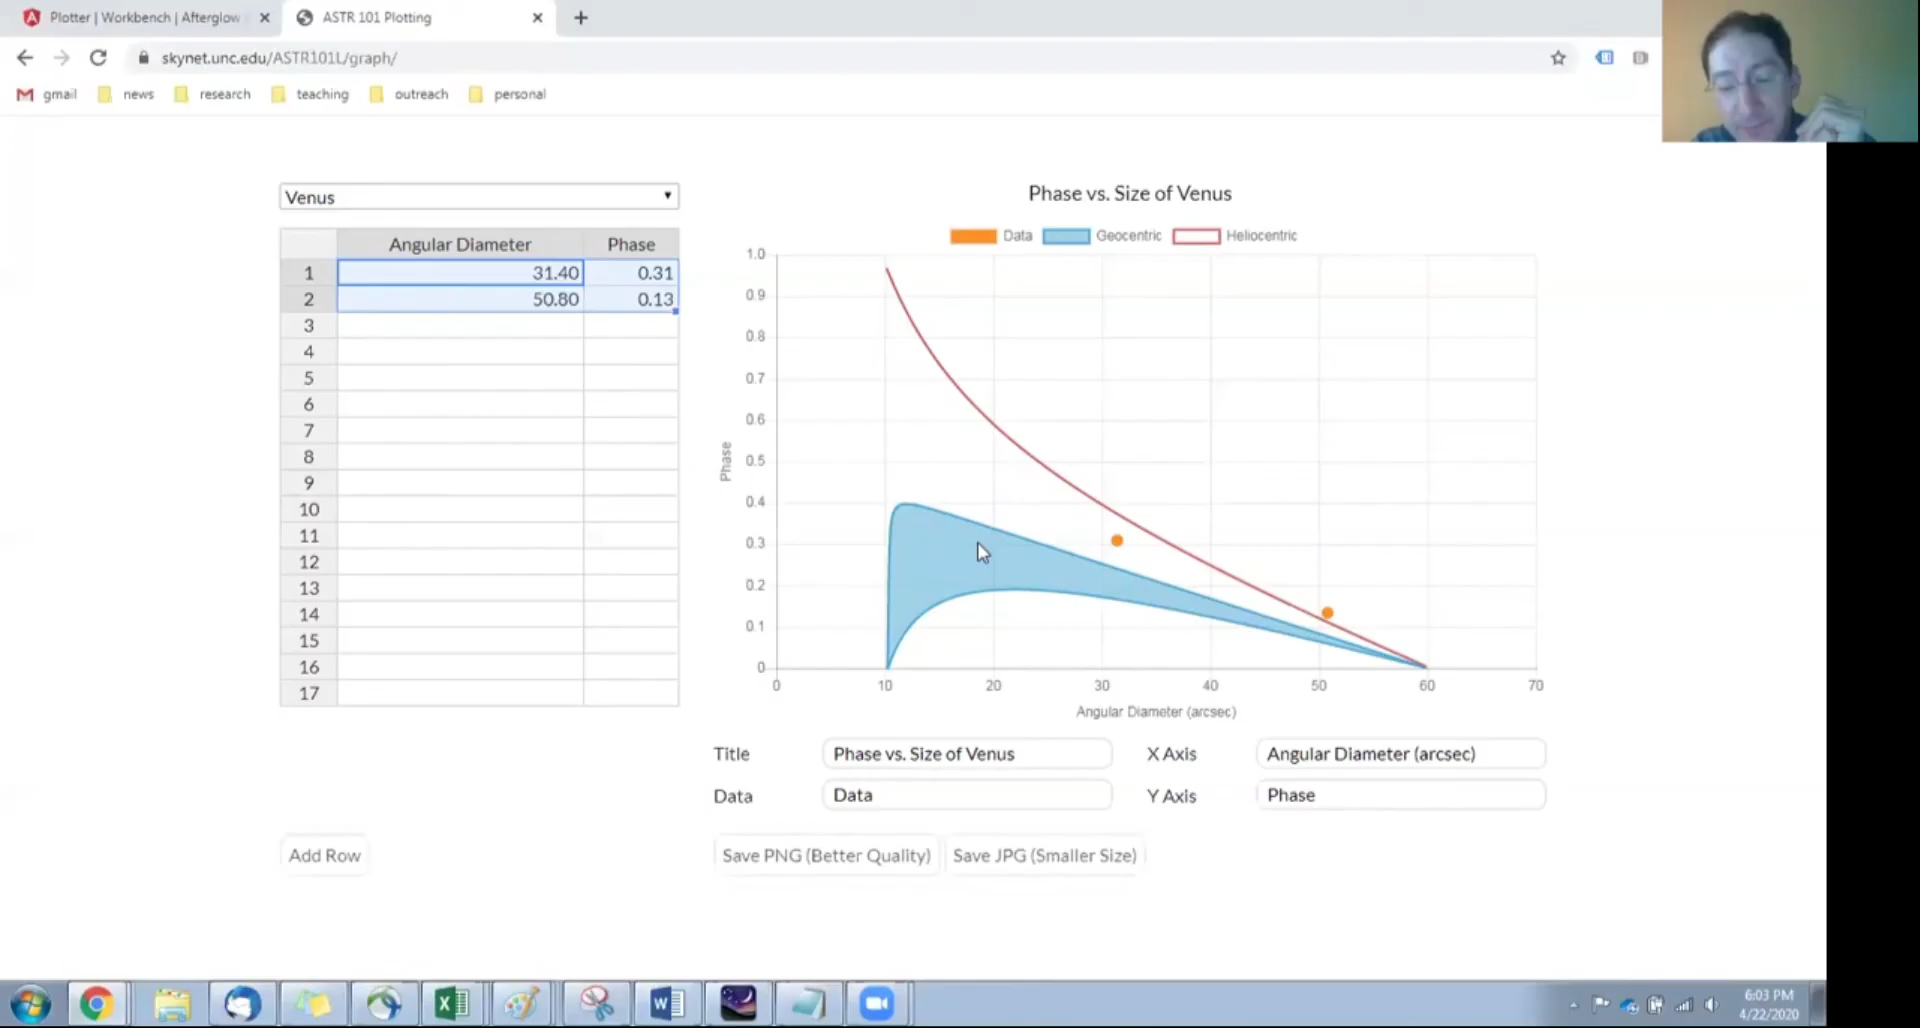 Plotter | Workbench | Afterglow
ASTR 101 Plotting
skynet.unc.edu/ASTR101L/graph/
gmail news research teaching outreach personal
Venus
Angular Diameter Phase
1 31.40 0.31
2 50.80 0.13
3
4
5
6
7
8
9
10
11
12
13
14
15
16
17
Add Row
Phase vs. Size of Venus
Data Geocentric Heliocentric
1.0
0.9
0.8
0.7
0.6
0.5
0.4
0.3
0.2
0.1
0
Phase
0 10 20 30 40 50 60 70
Angular Diameter (arcsec)
Title Phase vs. Size of Venus X Axis Angular Diameter (arcsec)
Data Data Y Axis Phase
Save PNG (Better Quality) Save JPG (Smaller Size)
6:03 PM
4/22/2020